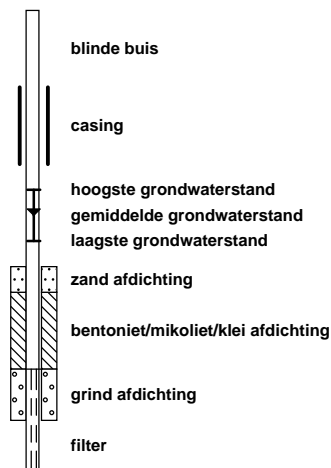 blinde buis
casing
hoogste grondwaterstand
gemiddelde grondwaterstand
laagste grondwaterstand
zand afdichting
bentoniet/mikoliet/klei afdichting
grind afdichting
filter